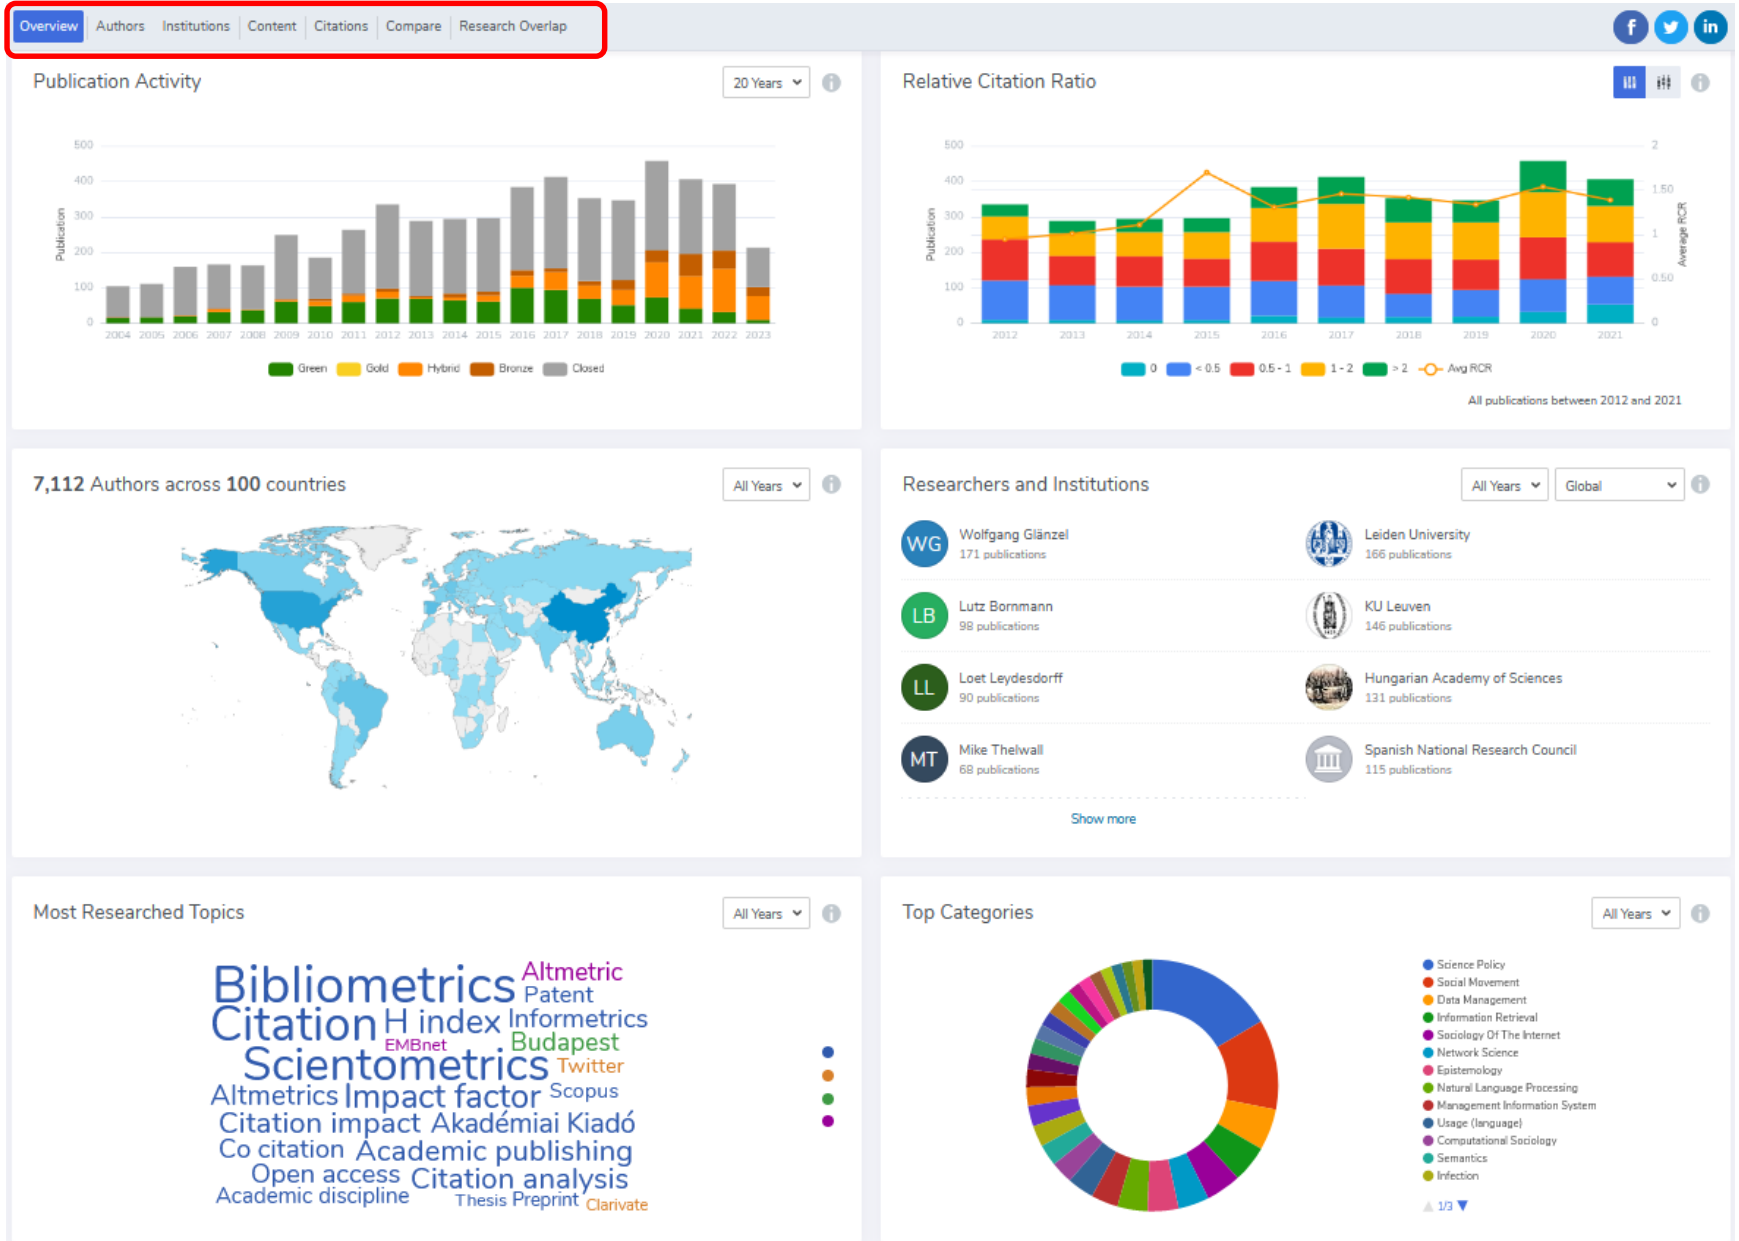 Overview Authors Institutions Content Citations Compare Research Overlap
f in
Publication Activity
20 Years
i
500
400
300
200
100
0
Publication
2004 2005 2006 2007 2008 2009 2010 2011 2012 2013 2014 2015 2016 2017 2018 2019 2020 2021 2022 2023
Green Gold Hybrid Bronze Closed
Relative Citation Ratio
i
500
400
300
200
100
0
Publication
2
1.50
1
0.50
0
Average RCR
2012 2013 2014 2015 2016 2017 2018 2019 2020 2021
0 < 0.5 0.5 - 1 1 - 2 > 2 Avg RCR
All publications between 2012 and 2021
7,112 Authors across 100 countries
All Years
i
Researchers and Institutions
All Years Global
i
WG
Wolfgang Glänzel
171 publications
Leiden University
166 publications
LB
Lutz Bornmann
98 publications
KU Leuven
146 publications
LL
Loet Leydesdorff
90 publications
Hungarian Academy of Sciences
131 publications
MT
Mike Thelwall
68 publications
Spanish National Research Council
115 publications
Show more
Most Researched Topics
All Years
i
Bibliometrics Altmetric
Patent
Citation H index Informetrics
EMBnet Budapest
Scientometrics Twitter
Altmetrics Impact factor Scopus
Citation impact Akadémiai Kiadó
Co citation Academic publishing
Open access Citation analysis
Academic discipline Thesis Preprint Clarivate
Top Categories
All Years
i
Science Policy
Social Movement
Data Management
Information Retrieval
Sociology Of The Internet
Network Science
Epistemology
Natural Language Processing
Management Information System
Usage (language)
Computational Sociology
Semantics
Infection
1/3